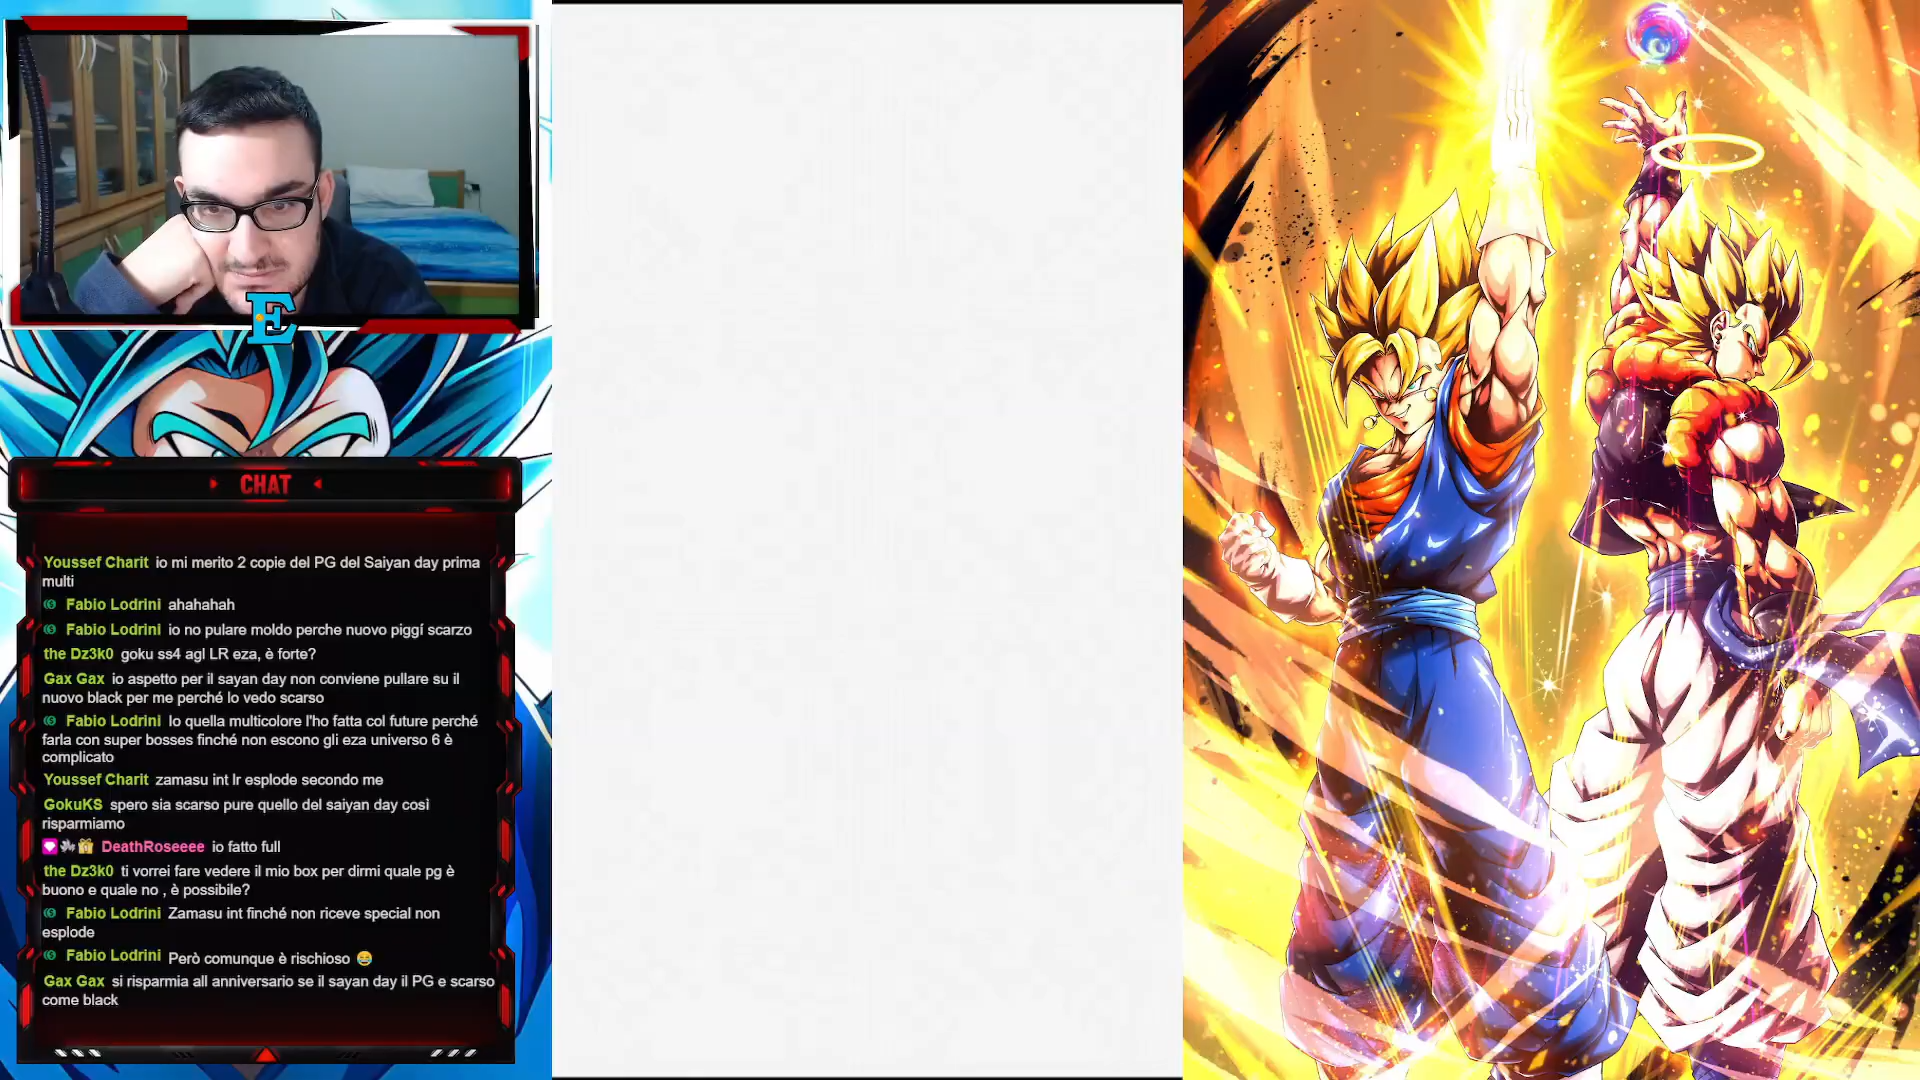 E
CHAT
Youssef Charit io mi merito 2 copie del PG del Saiyan day prima
multi
Fabio Lodrini ahahahah
Fabio Lodrini io no pulare moldo perche nuovo piggí scarzo
the Dz3k0 goku ss4 agl LR eza, è forte?
Gax Gax io aspetto per il sayan day non conviene pullare su il
nuovo black per me perché lo vedo scarso
Fabio Lodrini Io quella multicolore l'ho fatta col future perché
farla con super bosses finché non escono gli eza universo 6 è
complicato
Youssef Charit zamasu int lr esplode secondo me
GokuKS spero sia scarso pure quello del saiyan day così
risparmiamo
DeathRoseeee io fatto full
the Dz3k0 ti vorrei fare vedere il mio box per dirmi quale pg è
buono e quale no , è possibile?
Fabio Lodrini Zamasu int finché non riceve special non
esplode
Fabio Lodrini Però comunque è rischioso 😂
Gax Gax si risparmia all anniversario se il sayan day il PG e scarso
come black